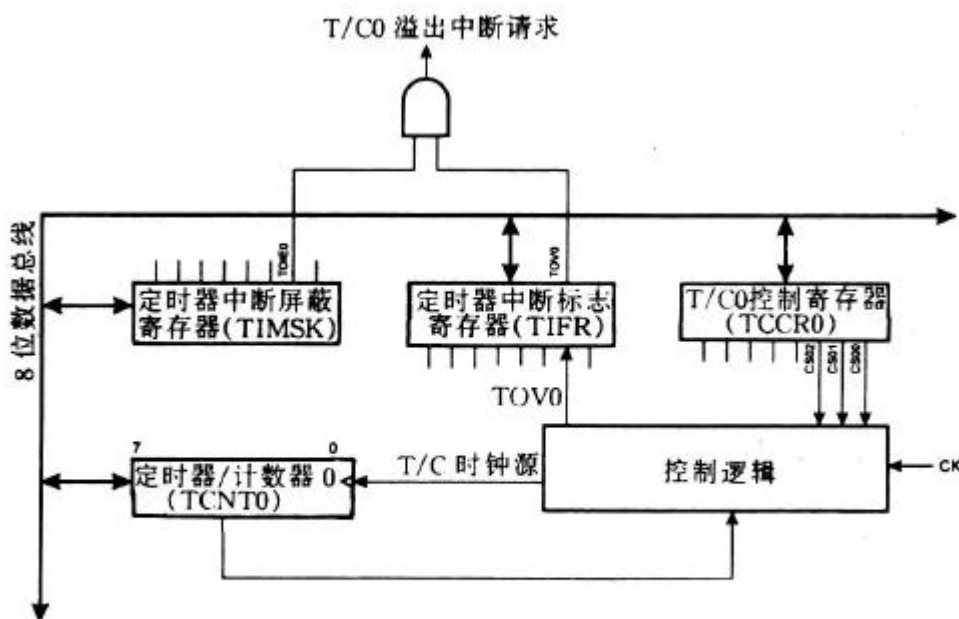 T/C0 溢出中断请求
8位数据总线
TOIE0
TOV0
定时器中断屏蔽
寄存器(TIMSK)
定时器中断标志
寄存器(TIFR)
T/C0控制寄存器
(TCCR0)
CS02
CS01
CS00
TOV0
7
0
定时器/计数器 0
(TCNT0)
T/C 时钟源
控制逻辑
CK